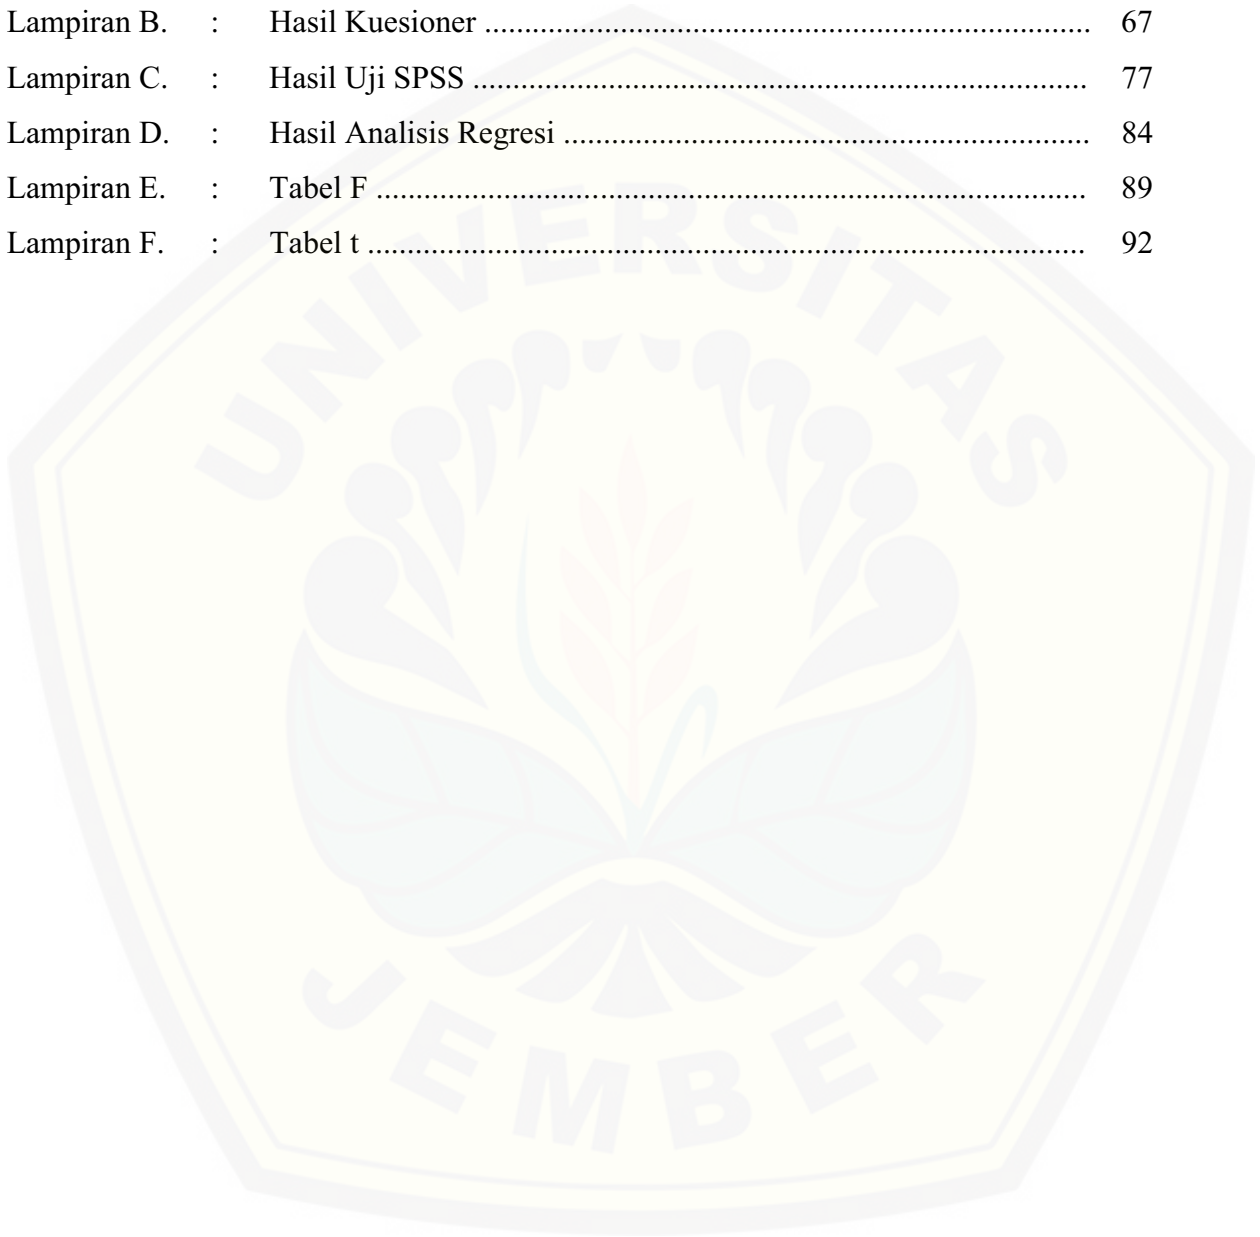 Lampiran B. : Hasil Kuesioner ........................................................................... 67
Lampiran C. : Hasil Uji SPSS ............................................................................ 77
Lampiran D. : Hasil Analisis Regresi ................................................................. 84
Lampiran E. : Tabel F ........................................................................................ 89
Lampiran F. : Tabel t ......................................................................................... 92
UNIVERSITAS
JEMBER